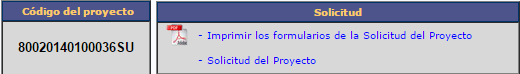 Código del proyecto
Solicitud
80020140100036SU
- Imprimir los formularios de la Solicitud del Proyecto
- Solicitud del Proyecto